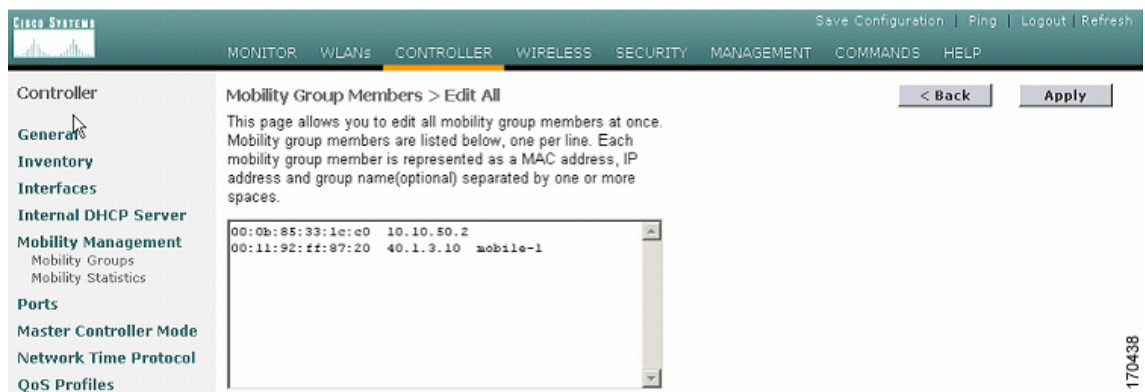 CISCO SYSTEMS
Save Configuration | Ping | Logout | Refresh
MONITOR WLANs CONTROLLER WIRELESS SECURITY MANAGEMENT COMMANDS HELP
Controller
General
Inventory
Interfaces
Internal DHCP Server
Mobility Management
Mobility Groups
Mobility Statistics
Ports
Master Controller Mode
Network Time Protocol
QoS Profiles
Mobility Group Members > Edit All
< Back
Apply
This page allows you to edit all mobility group members at once.
Mobility group members are listed below, one per line. Each
mobility group member is represented as a MAC address, IP
address and group name(optional) separated by one or more
spaces.
00:0b:85:33:1c:c0 10.10.50.2
00:11:92:ff:87:20 40.1.3.10 mobile-1
170438